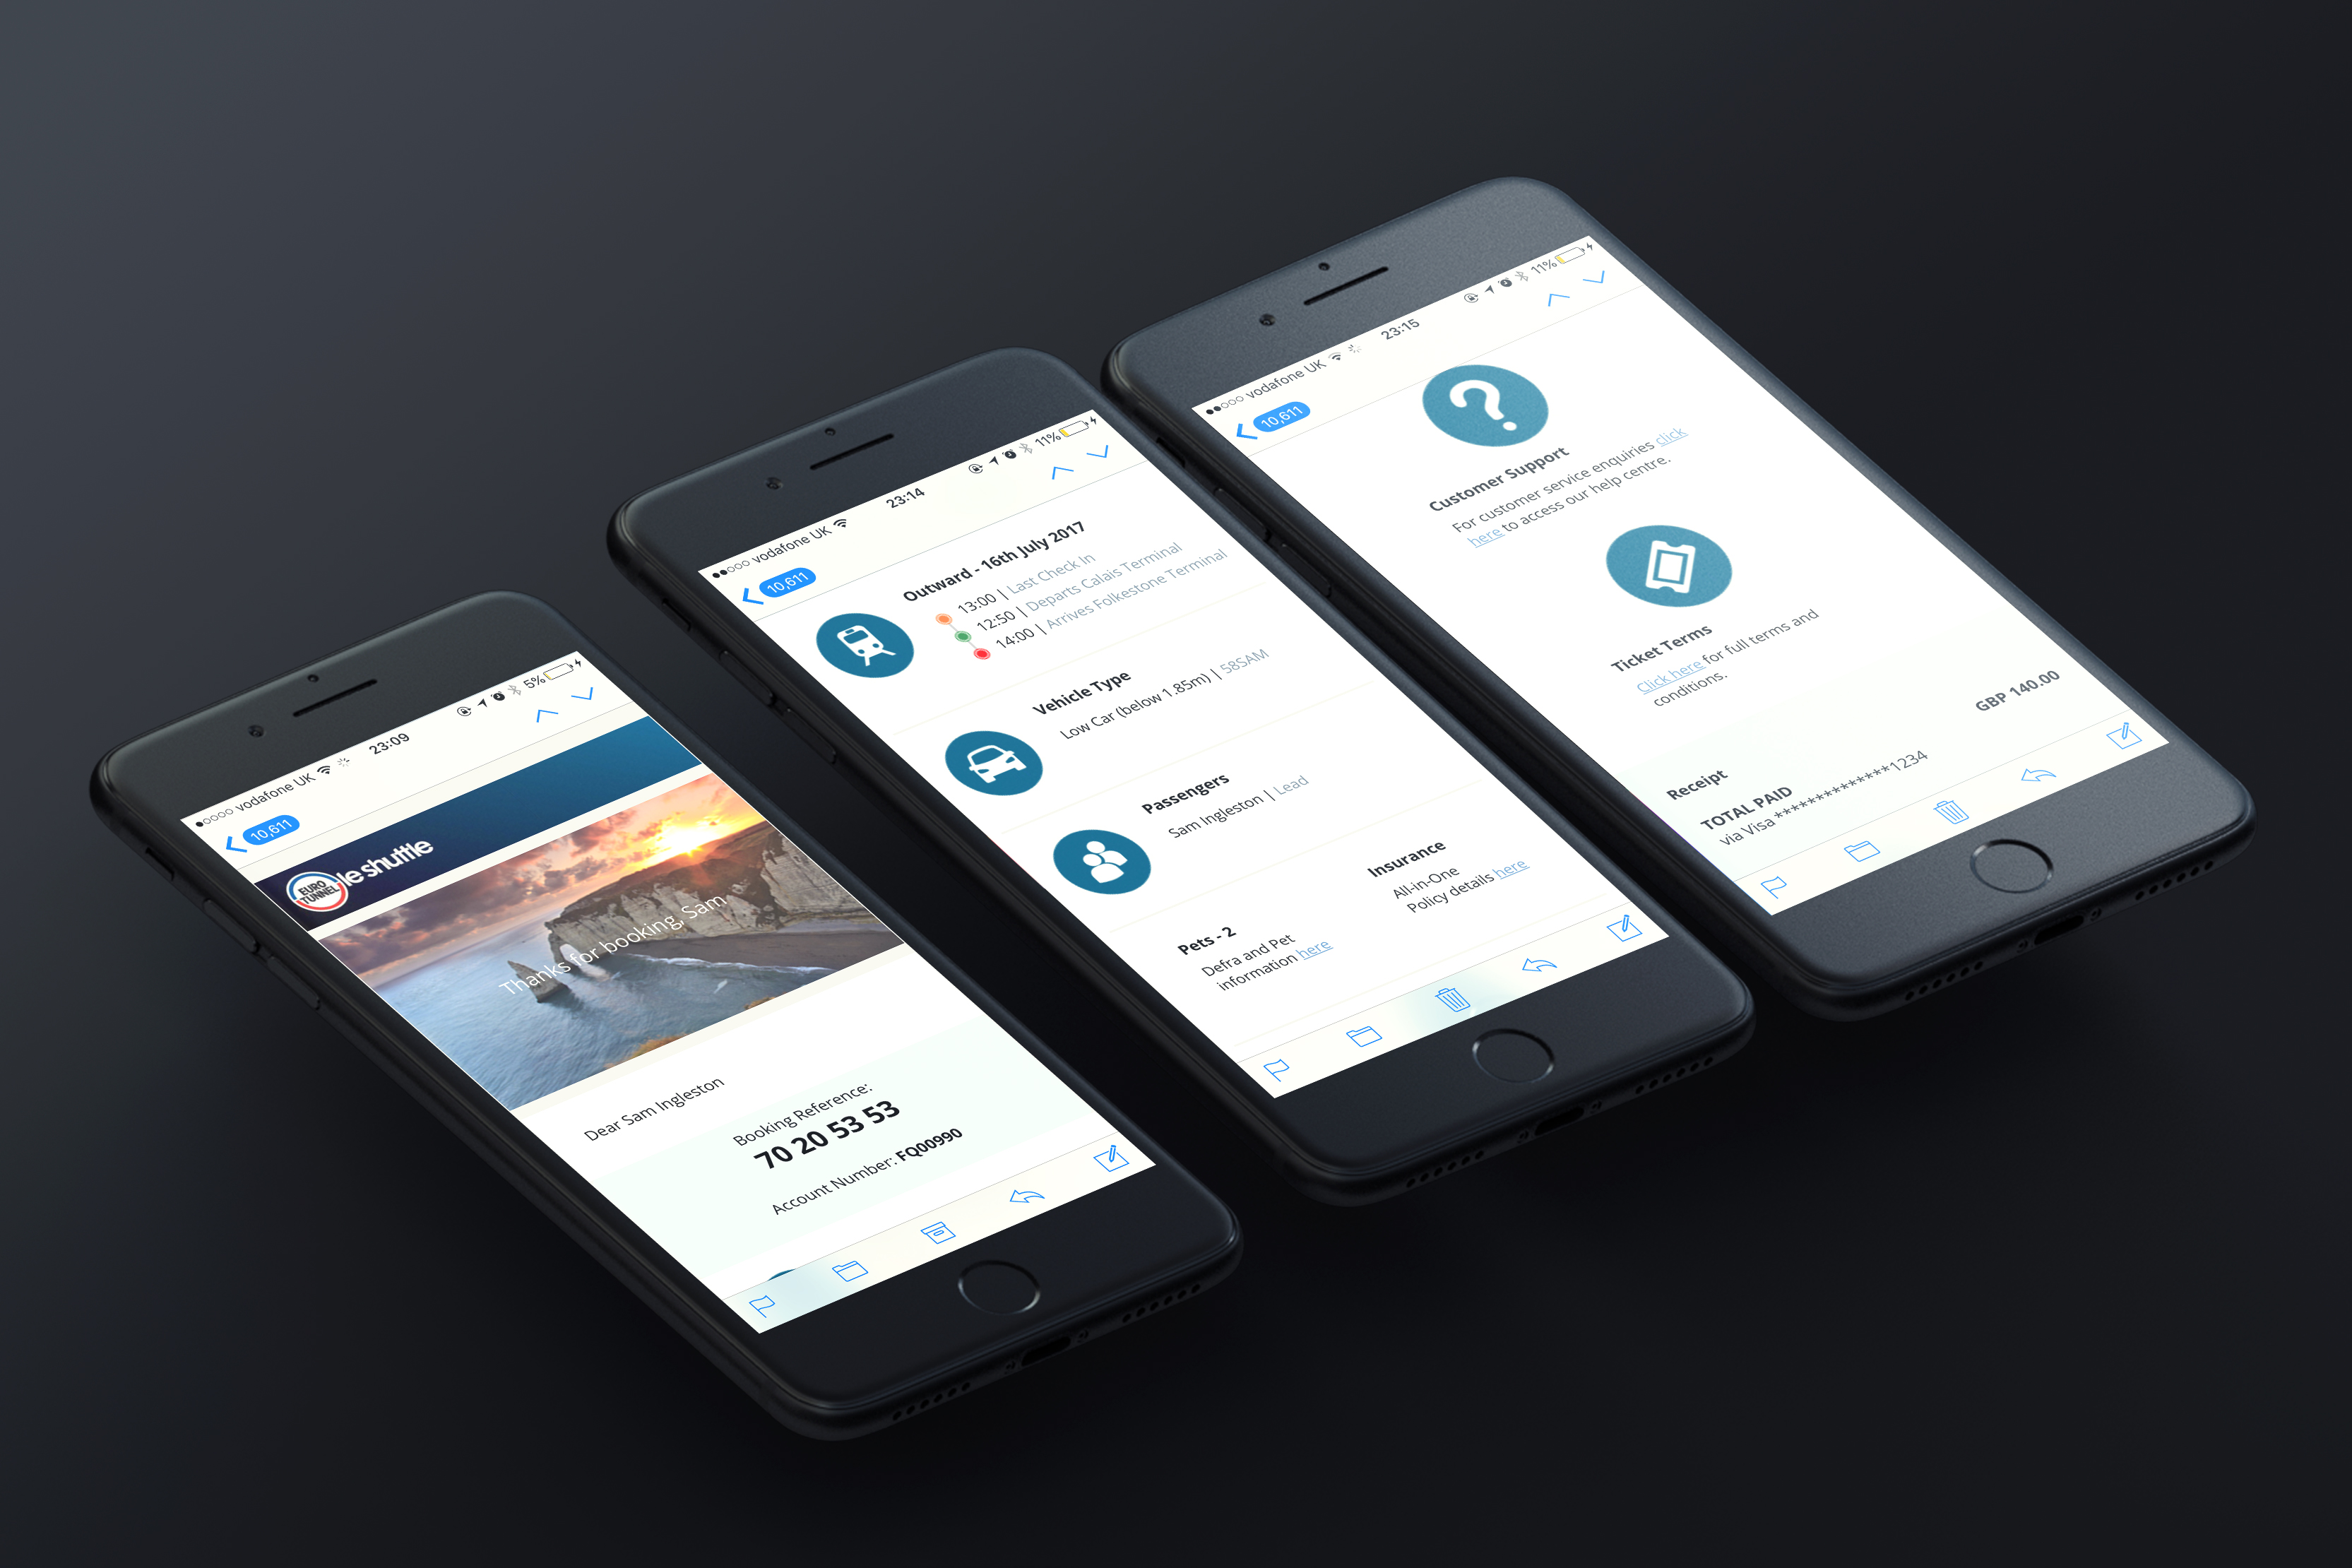 vodafone UK 23:09 5%
10,611
EURO TUNNEL le shuttle
Thanks for booking, Sam
Dear Sam Ingleston
Booking Reference:
70 20 53 53
Account Number: FQ00990
vodafone UK 23:14 11%
10,611
Outward - 16th July 2017
13:00 | Last Check In
12:50 | Departs Calais Terminal
14:00 | Arrives Folkestone Terminal
Vehicle Type
Low Car (below 1.85m) | 58SAM
Passengers
Sam Ingleston | Lead
Pets - 2
Defra and Pet
information here
Insurance
All-in-One
Policy details here
vodafone UK 23:15 11%
10,611
Customer Support
For customer service enquiries click
here to access our help centre.
Ticket Terms
Click here for full terms and
conditions.
Receipt
TOTAL PAID GBP 140.00
via Visa ************1234